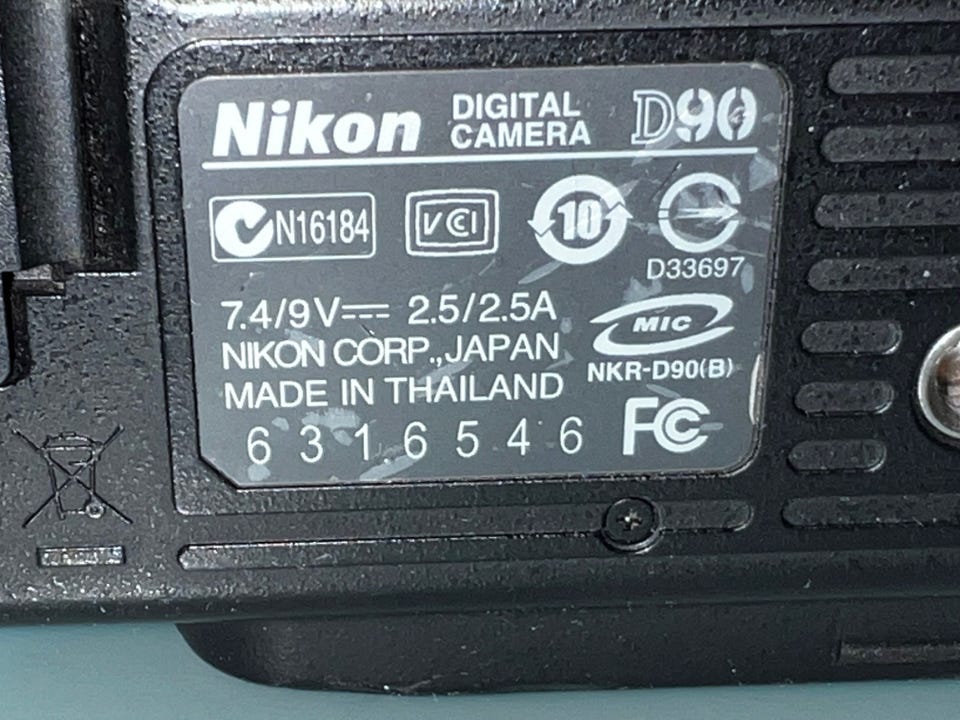 Nikon DIGITAL CAMERA D90
N16184 VCCI 10
D33697
7.4/9V⎓ 2.5/2.5A
MIC
NIKON CORP.,JAPAN
NKR-D90(B)
MADE IN THAILAND
6316546 FC